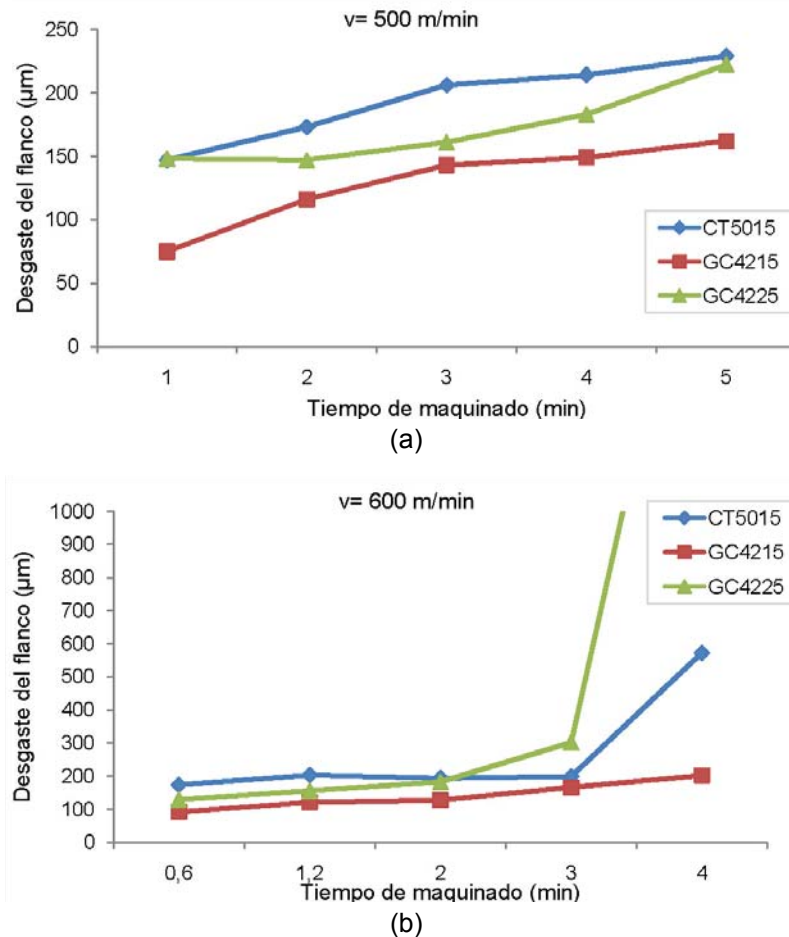 v= 500 m/min
Desgaste del flanco (µm)
250
200
150
100
50
0
CT5015
GC4215
GC4225
1 2 3 4 5
Tiempo de maquinado (min)
(a)
v= 600 m/min
Desgaste del flanco (µm)
1000
900
800
700
600
500
400
300
200
100
0
CT5015
GC4215
GC4225
0,6 1,2 2 3 4
Tiempo de maquinado (min)
(b)